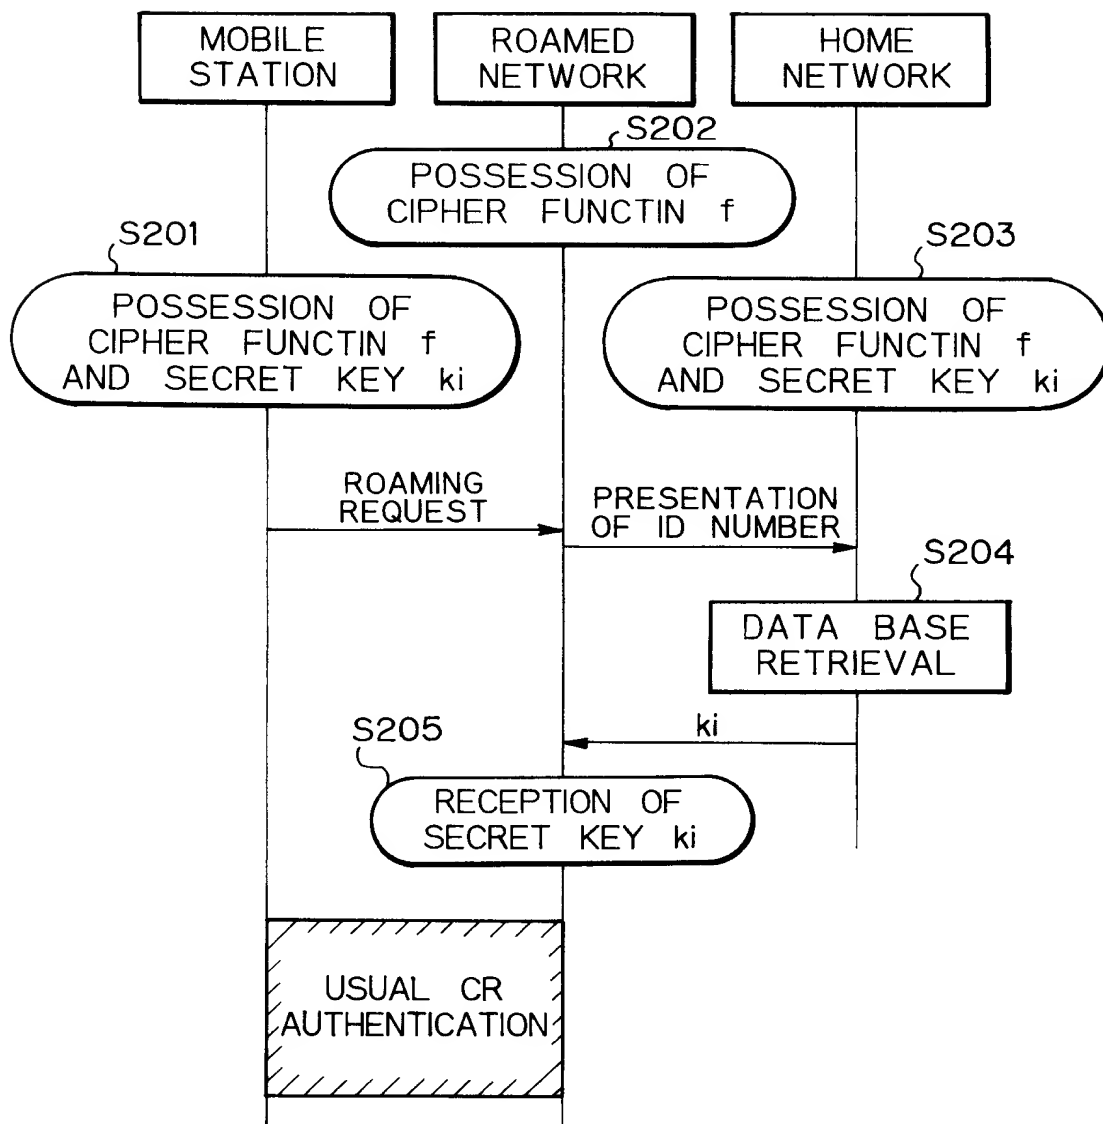 MOBILE
STATION
ROAMED
NETWORK
HOME
NETWORK
S202
POSSESSION OF
CIPHER FUNCTIN f
S201
POSSESSION OF
CIPHER FUNCTIN f
AND SECRET KEY ki
S203
POSSESSION OF
CIPHER FUNCTIN f
AND SECRET KEY ki
ROAMING
REQUEST
PRESENTATION
OF ID NUMBER
S204
DATA BASE
RETRIEVAL
ki
S205
RECEPTION OF
SECRET KEY ki
USUAL CR
AUTHENTICATION